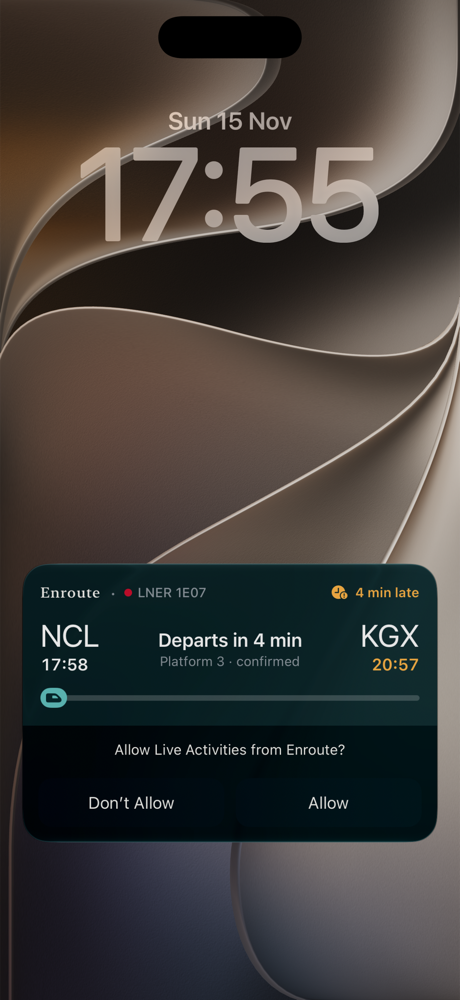 Sun 15 Nov
17:55
Enroute · LNER 1E07 4 min late
NCL Departs in 4 min KGX
17:58 Platform 3 · confirmed 20:57
Allow Live Activities from Enroute?
Don’t Allow Allow